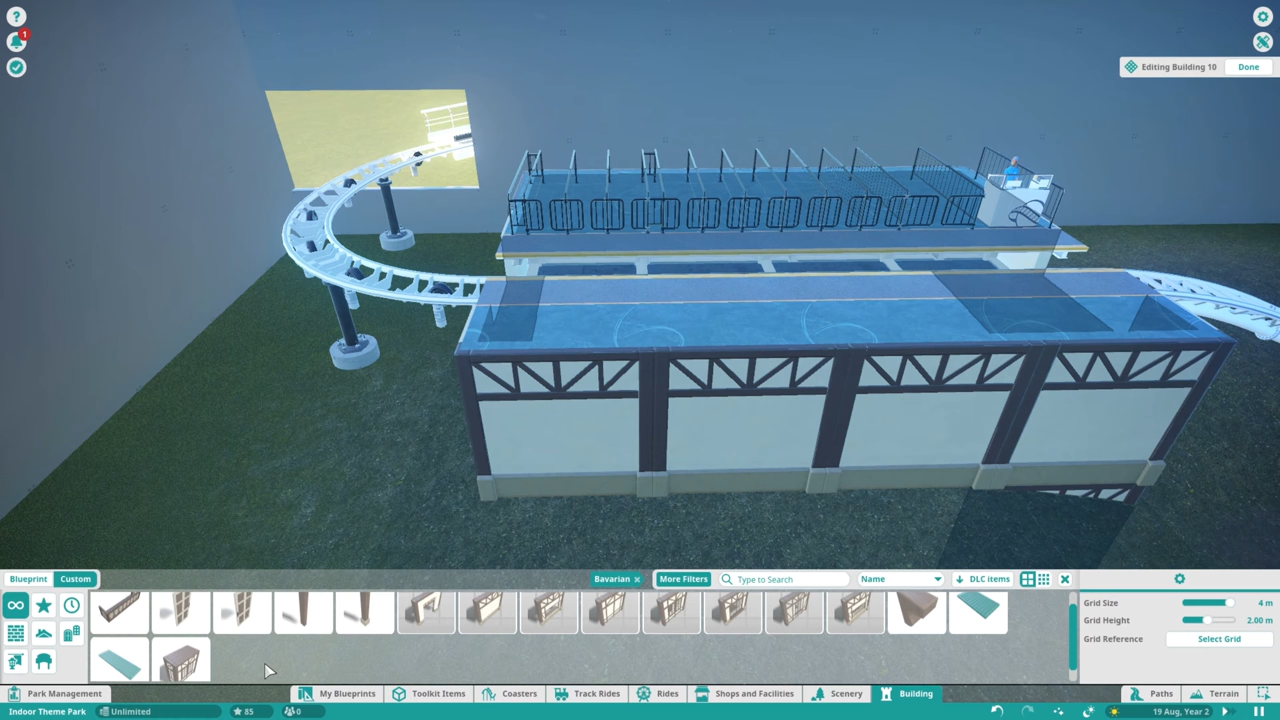 ?
1
Editing Building 10
Done
Blueprint
Custom
Bavarian ×
More Filters
Type to Search
Name
DLC items
Grid Size
4 m
Grid Height
2.00 m
Grid Reference
Select Grid
Park Management
My Blueprints
Toolkit Items
Coasters
Track Rides
Rides
Shops and Facilities
Scenery
Building
Paths
Terrain
Indoor Theme Park
Unlimited
85
0
19 Aug, Year 2